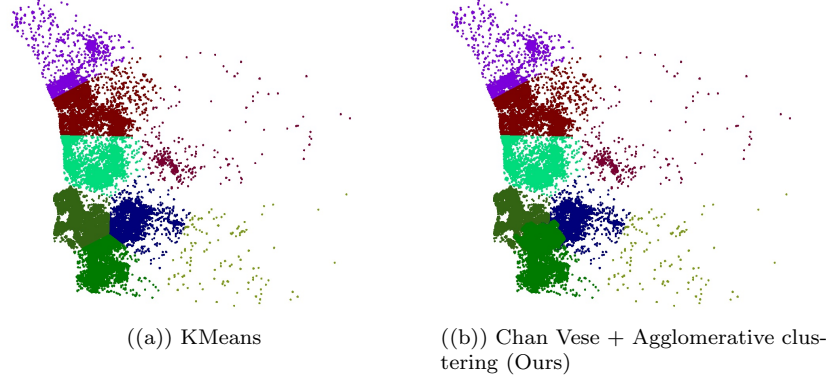 ((a)) KMeans
((b)) Chan Vese + Agglomerative clus-
tering (Ours)